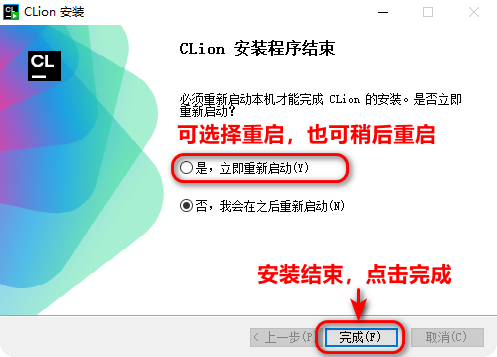 CLion 安装
CL
CLion 安装程序结束
必须重新启动本机才能完成 CLion 的安装。是否立即
重新启动？
可选择重启，也可稍后重启
是，立即重新启动(Y)
否，我会在之后重新启动(N)
安装结束，点击完成
< 上一步(P)
完成(F)
取消(C)